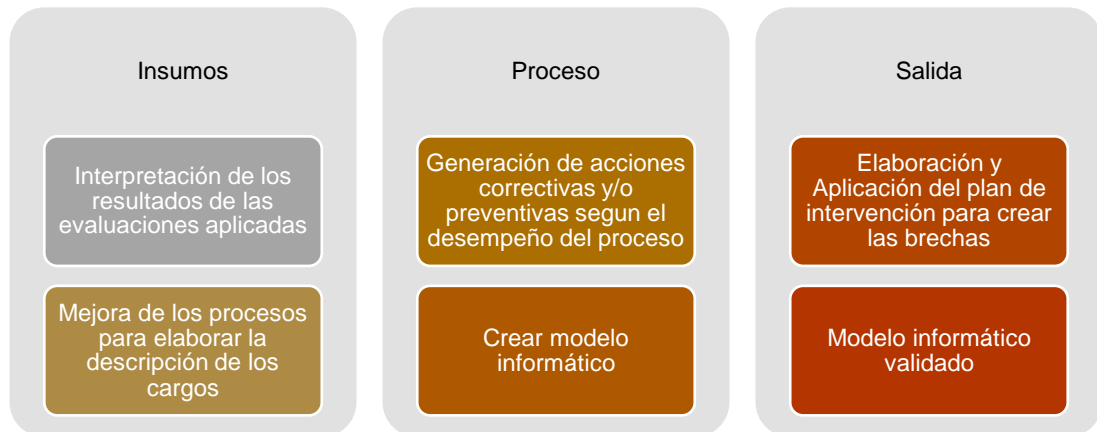 Insumos
Interpretación de los
resultados de las
evaluaciones aplicadas
Mejora de los procesos
para elaborar la
descripción de los
cargos
Proceso
Generación de acciones
correctivas y/o
preventivas segun el
desempeño del proceso
Crear modelo
informático
Salida
Elaboración y
Aplicación del plan de
intervención para crear
las brechas
Modelo informático
validado